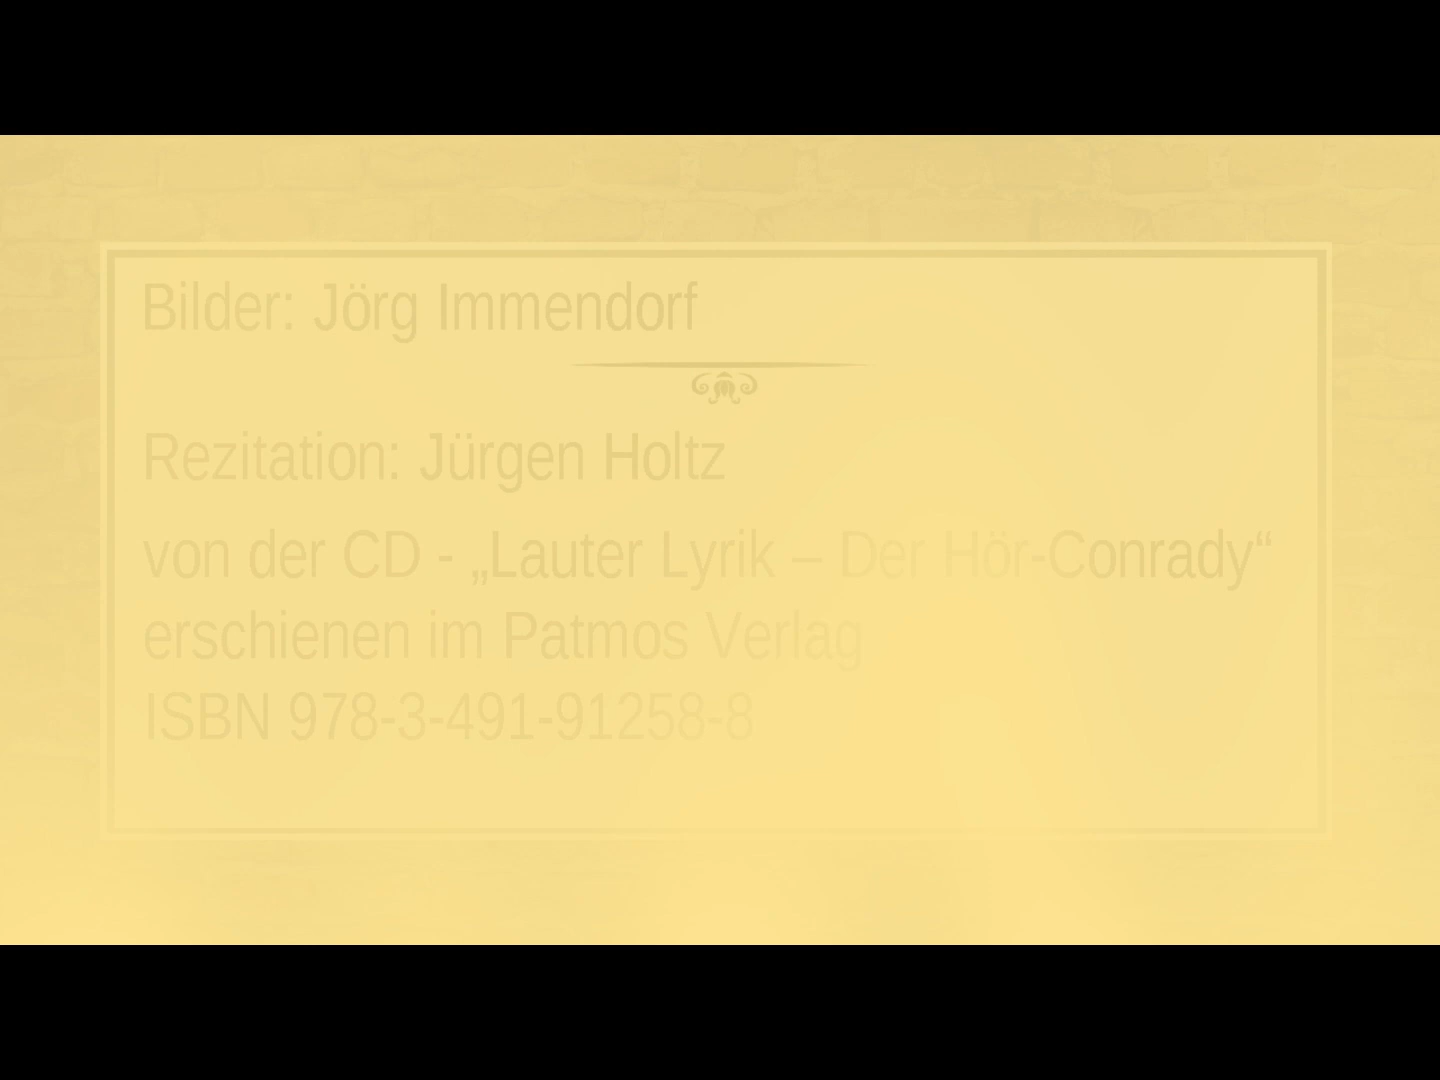 Bilder: Jörg Immendorf
Rezitation: Jürgen Holtz
von der CD - „Lauter Lyrik – Der Hör-Conrady“
erschienen im Patmos Verlag
ISBN 978-3-491-91258-8